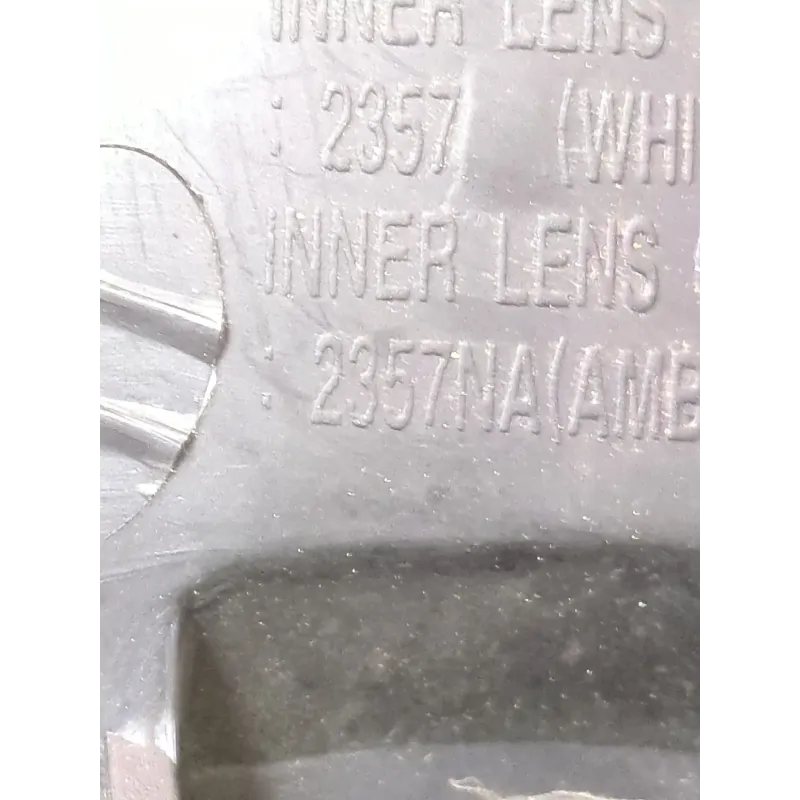 INNER LENS
: 2357 (WHI
INNER LENS
: 2357NA(AMB